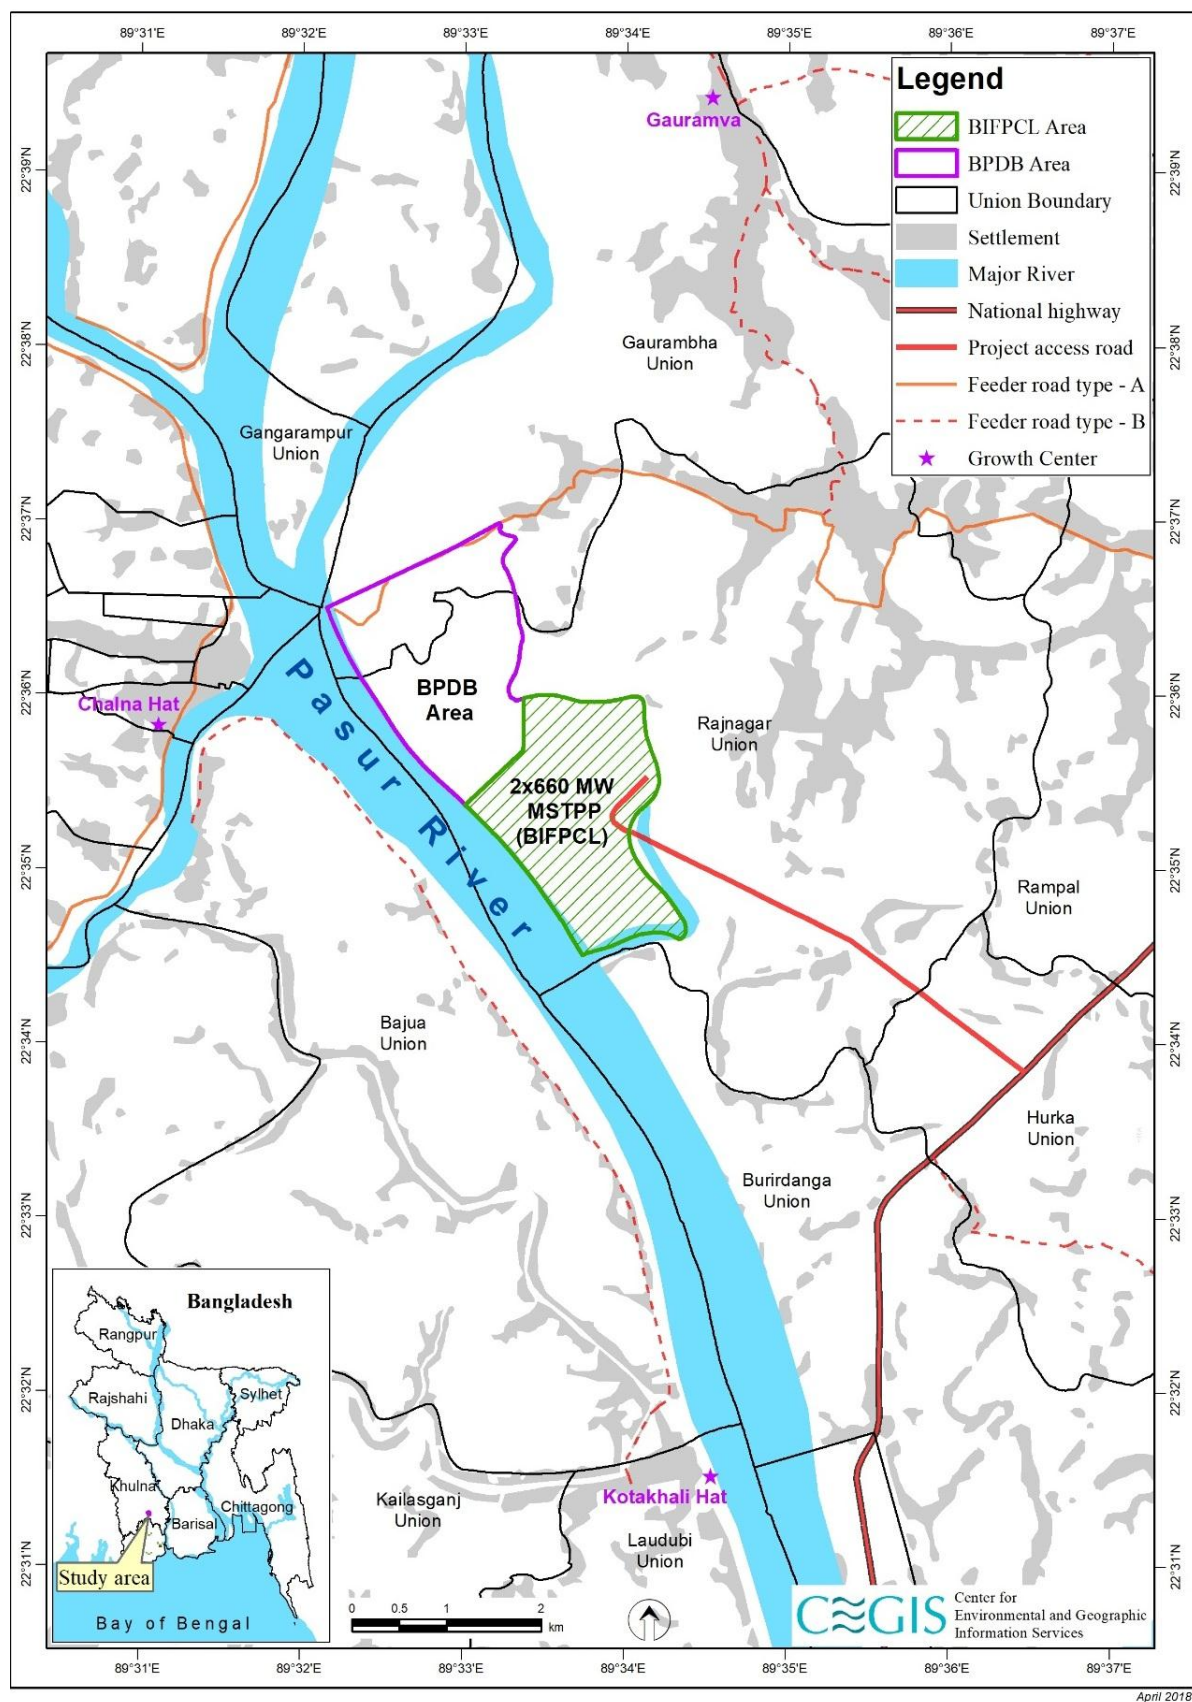 89°31'E 89°32'E 89°33'E 89°34'E 89°35'E 89°36'E 89°37'E
Legend
BIFPCL Area
BPDB Area
Union Boundary
Settlement
Major River
National highway
Project access road
Feeder road type - A
Feeder road type - B
Growth Center
22°39'N
22°38'N
22°37'N
22°36'N
22°35'N
22°34'N
22°33'N
22°32'N
22°31'N
22°39'N
22°38'N
22°37'N
22°36'N
22°35'N
22°34'N
22°33'N
22°32'N
22°31'N
Gauramva
Gaurambha
Union
Gangarampur
Union
Chalna Hat
BPDB
Area
Rajnagar
Union
Pasur River
2x660 MW
MSTPP
(BIFPCL)
Rampal
Union
Bajua
Union
Hurka
Union
Burirdanga
Union
Kailasganj
Union
Kotakhali Hat
Laudubi
Union
Bangladesh
Rangpur
Rajshahi
Sylhet
Dhaka
Khulna
Chittagong
Barisal
Study area
Bay of Bengal
0 0.5 1 2
km
CEGIS
Center for
Environmental and Geographic
Information Services
89°31'E 89°32'E 89°33'E 89°34'E 89°35'E 89°36'E 89°37'E
April 2018